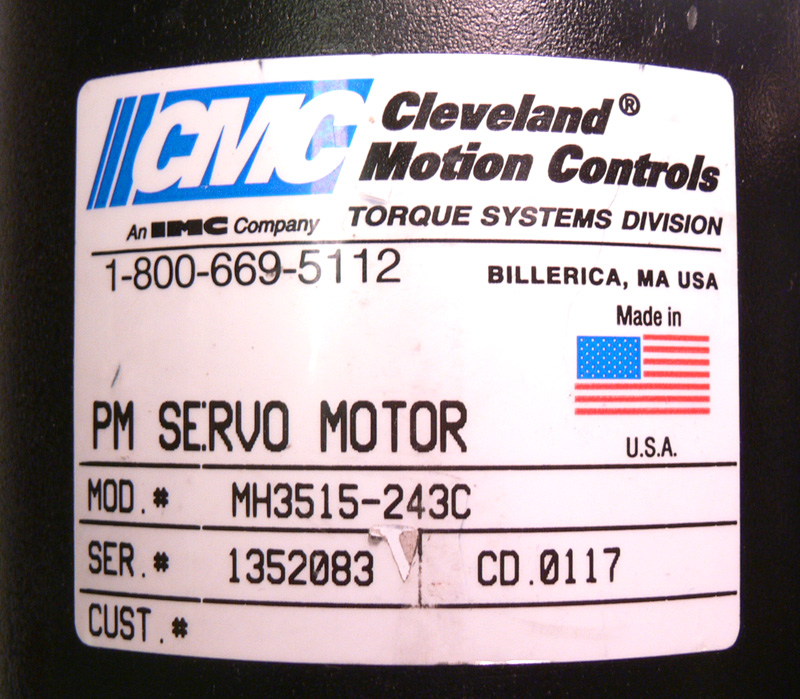 CMC Cleveland®
Motion Controls
An IMC Company TORQUE SYSTEMS DIVISION
1-800-669-5112 BILLERICA, MA USA
Made in
U.S.A.
PM SERVO MOTOR
MOD.# MH3515-243C
SER.# 1352083 CD.0117
CUST.#